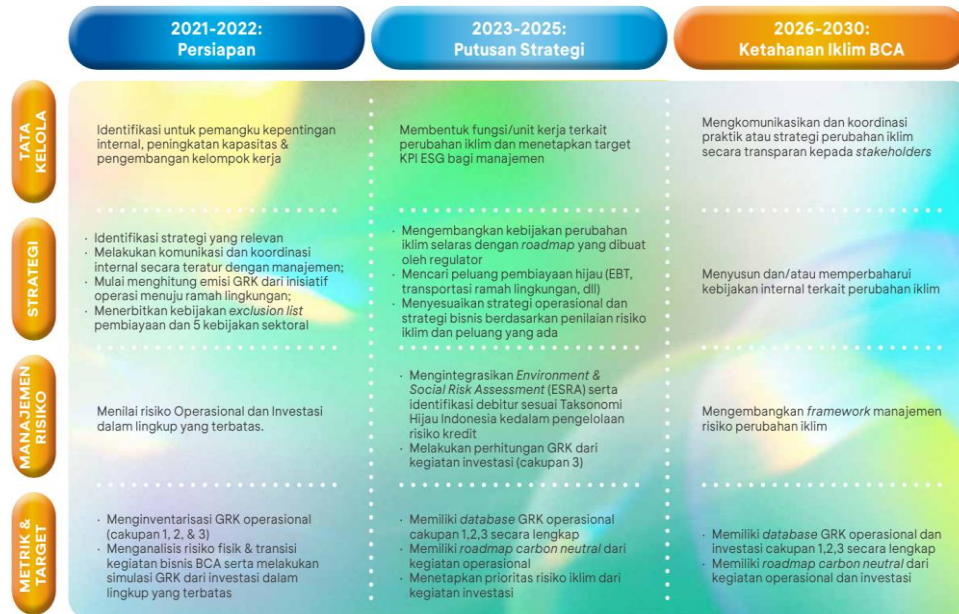 2021-2022:
Persiapan
2023-2025:
Putusan Strategi
2026-2030:
Ketahanan Iklim BCA
TATA
KELOLA
Identifikasi untuk pemangku kepentingan
internal, peningkatan kapasitas &
pengembangan kelompok kerja
Membentuk fungsi/unit kerja terkait
perubahan iklim dan menetapkan target
KPI ESG bagi manajemen
Mengkomunikasikan dan koordinasi
praktik atau strategi perubahan iklim
secara transparan kepada stakeholders
STRATEGI
· Identifikasi strategi yang relevan
· Melakukan komunikasi dan koordinasi
internal secara teratur dengan manajemen;
· Mulai menghitung emisi GRK dari inisiatif
operasi menuju ramah lingkungan;
· Menerbitkan kebijakan exclusion list
pembiayaan dan 5 kebijakan sektoral
· Mengembangkan kebijakan perubahan
iklim selaras dengan roadmap yang dibuat
oleh regulator
· Mencari peluang pembiayaan hijau (EBT,
transportasi ramah lingkungan, dll)
· Menyesuaikan strategi operasional dan
strategi bisnis berdasarkan penilaian risiko
iklim dan peluang yang ada
Menyusun dan/atau memperbaharui
kebijakan internal terkait perubahan iklim
MANAJEMEN
RISIKO
Menilai risiko Operasional dan Investasi
dalam lingkup yang terbatas.
· Mengintegrasikan Environment &
Social Risk Assessment (ESRA) serta
identifikasi debitur sesuai Taksonomi
Hijau Indonesia kedalam pengelolaan
risiko kredit
· Melakukan perhitungan GRK dari
kegiatan investasi (cakupan 3)
Mengembangkan framework manajemen
risiko perubahan iklim
METRIK &
TARGET
· Menginventarisasi GRK operasional
(cakupan 1, 2, & 3)
· Menganalisis risiko fisik & transisi
kegiatan bisnis BCA serta melakukan
simulasi GRK dari investasi dalam
lingkup yang terbatas
· Memiliki database GRK operasional
cakupan 1,2,3 secara lengkap
· Memiliki roadmap carbon neutral dari
kegiatan operasional
· Menetapkan prioritas risiko iklim dari
kegiatan investasi
· Memiliki database GRK operasional dan
investasi cakupan 1,2,3 secara lengkap
· Memiliki roadmap carbon neutral dari
kegiatan operasional dan investasi